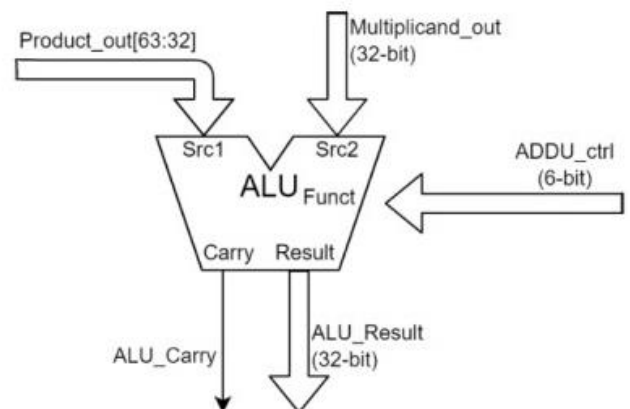 Product_out[63:32]
Multiplicand_out
(32-bit)
Src1
Src2
ADDU_ctrl
(6-bit)
ALU
Funct
Carry
Result
ALU_Carry
ALU_Result
(32-bit)